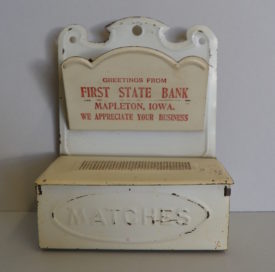 GREETINGS FROM
FIRST STATE BANK
MAPLETON, IOWA.
WE APPRECIATE YOUR BUSINESS
MATCHES